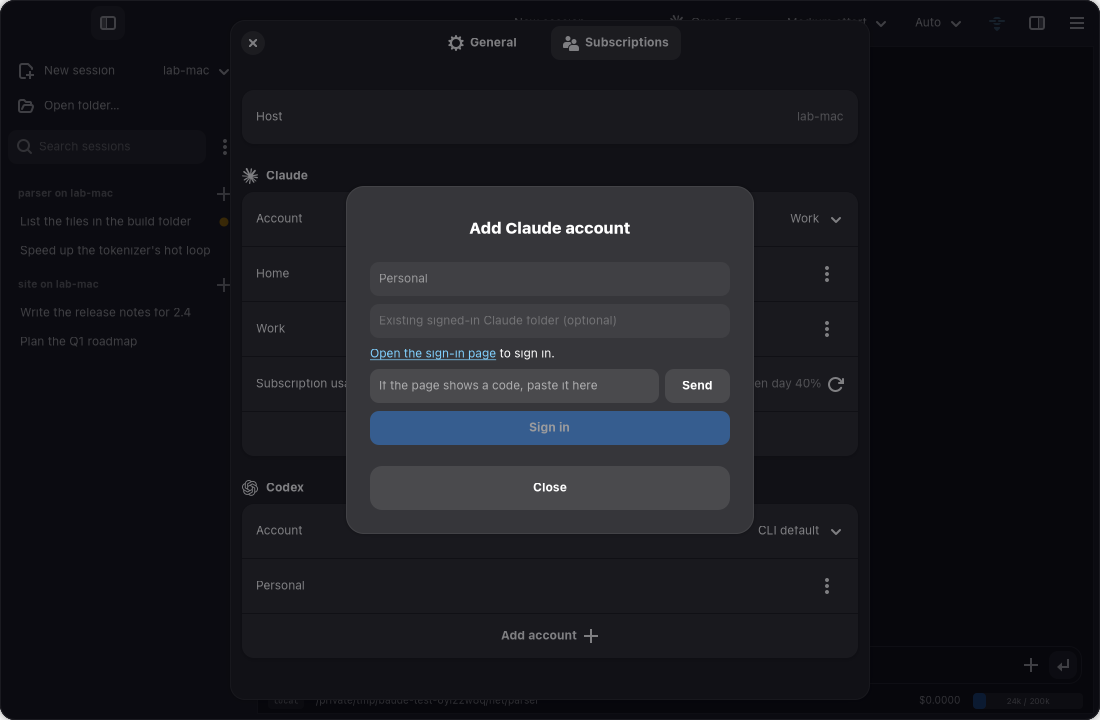 General
Subscriptions
Auto
New session
lab-mac
Open folder...
Search sessions
Host
lab-mac
parser on lab-mac
List the files in the build folder
Speed up the tokenizer's hot loop
site on lab-mac
Write the release notes for 2.4
Plan the Q1 roadmap
Claude
Account
Work
Home
Work
Subscription
en day 40%
Add Claude account
Personal
Existing signed-in Claude folder (optional)
Open the sign-in page to sign in.
If the page shows a code, paste it here
Send
Sign in
Close
Codex
Account
CLI default
Personal
Add account
$0.0000
24k / 200k